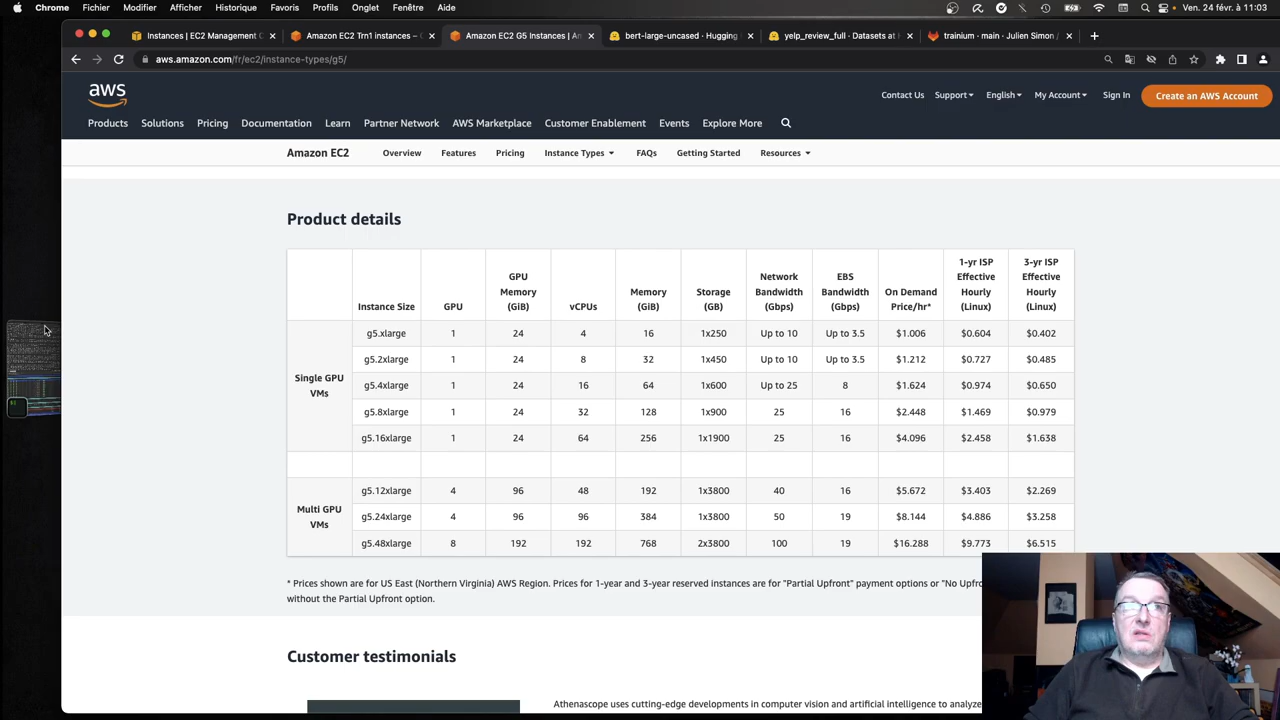 Chrome Fichier Modifier Afficher Historique Favoris Profils Onglet Fenêtre Aide Ven. 24 févr à 11:03
Instances | EC2 Management C Amazon EC2 Trn1 instances – Amazon EC2 G5 Instances | Am bert-large-uncased · Hugging yelp_review_full · Datasets at H trainium · main · Julien Simon /
aws.amazon.com/fr/ec2/instance-types/g5/
aws
Contact Us Support English My Account Sign In Create an AWS Account
Products Solutions Pricing Documentation Learn Partner Network AWS Marketplace Customer Enablement Events Explore More
Amazon EC2 Overview Features Pricing Instance Types FAQs Getting Started Resources
Product details
Instance Size GPU GPU Memory (GiB) vCPUs Memory (GiB) Storage (GB) Network Bandwidth (Gbps) EBS Bandwidth (Gbps) On Demand Price/hr* 1-yr ISP Effective Hourly (Linux) 3-yr ISP Effective Hourly (Linux)
Single GPU VMs
g5.xlarge 1 24 4 16 1x250 Up to 10 Up to 3.5 $1.006 $0.604 $0.402
g5.2xlarge 1 24 8 32 1x450 Up to 10 Up to 3.5 $1.212 $0.727 $0.485
g5.4xlarge 1 24 16 64 1x600 Up to 25 8 $1.624 $0.974 $0.650
g5.8xlarge 1 24 32 128 1x900 25 16 $2.448 $1.469 $0.979
g5.16xlarge 1 24 64 256 1x1900 25 16 $4.096 $2.458 $1.638
Multi GPU VMs
g5.12xlarge 4 96 48 192 1x3800 40 16 $5.672 $3.403 $2.269
g5.24xlarge 4 96 96 384 1x3800 50 19 $8.144 $4.886 $3.258
g5.48xlarge 8 192 192 768 2x3800 100 19 $16.288 $9.773 $6.515
* Prices shown are for US East (Northern Virginia) AWS Region. Prices for 1-year and 3-year reserved instances are for "Partial Upfront" payment options or "No Upfro
without the Partial Upfront option.
Customer testimonials
Athenascope uses cutting-edge developments in computer vision and artificial intelligence to analyze